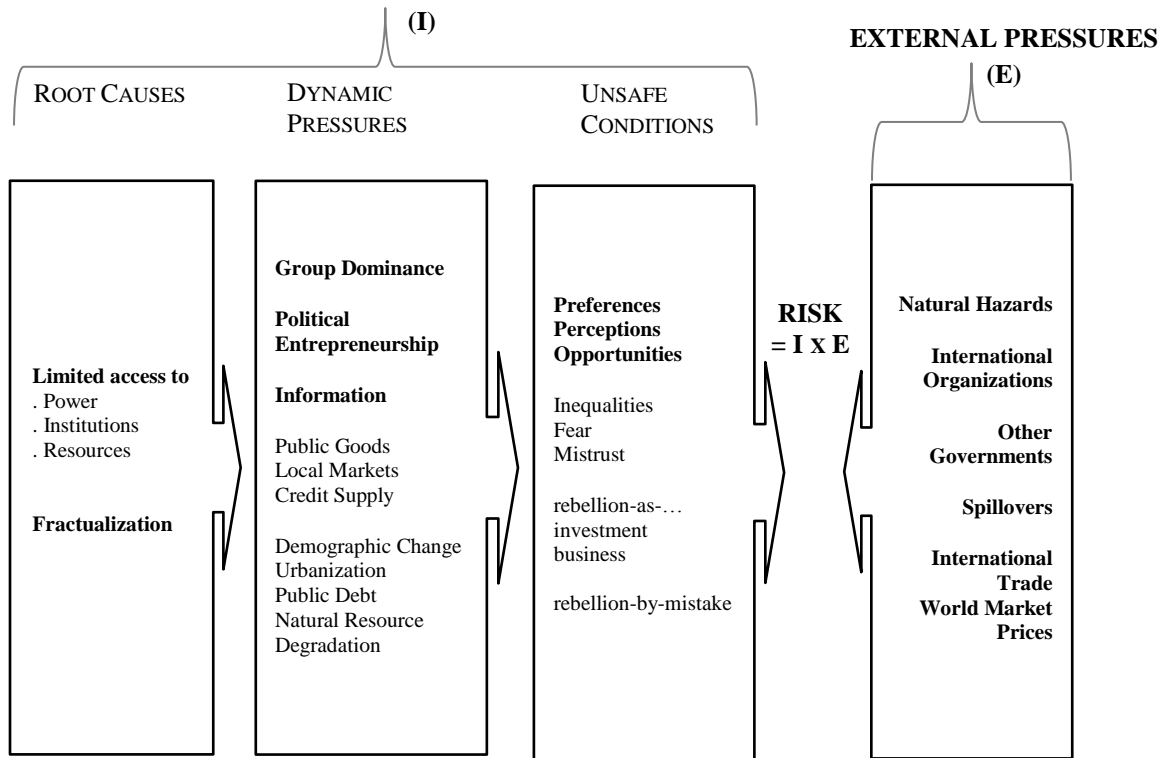 (I)
EXTERNAL PRESSURES
(E)
ROOT CAUSES
DYNAMIC
PRESSURES
UNSAFE
CONDITIONS
Limited access to
. Power
. Institutions
. Resources
Fractualization
Group Dominance
Political
Entrepreneurship
Information
Public Goods
Local Markets
Credit Supply
Demographic Change
Urbanization
Public Debt
Natural Resource
Degradation
Preferences
Perceptions
Opportunities
Inequalities
Fear
Mistrust
rebellion-as-…
investment
business
rebellion-by-mistake
RISK
= I X E
Natural Hazards
International
Organizations
Other
Governments
Spillovers
International
Trade
World Market
Prices